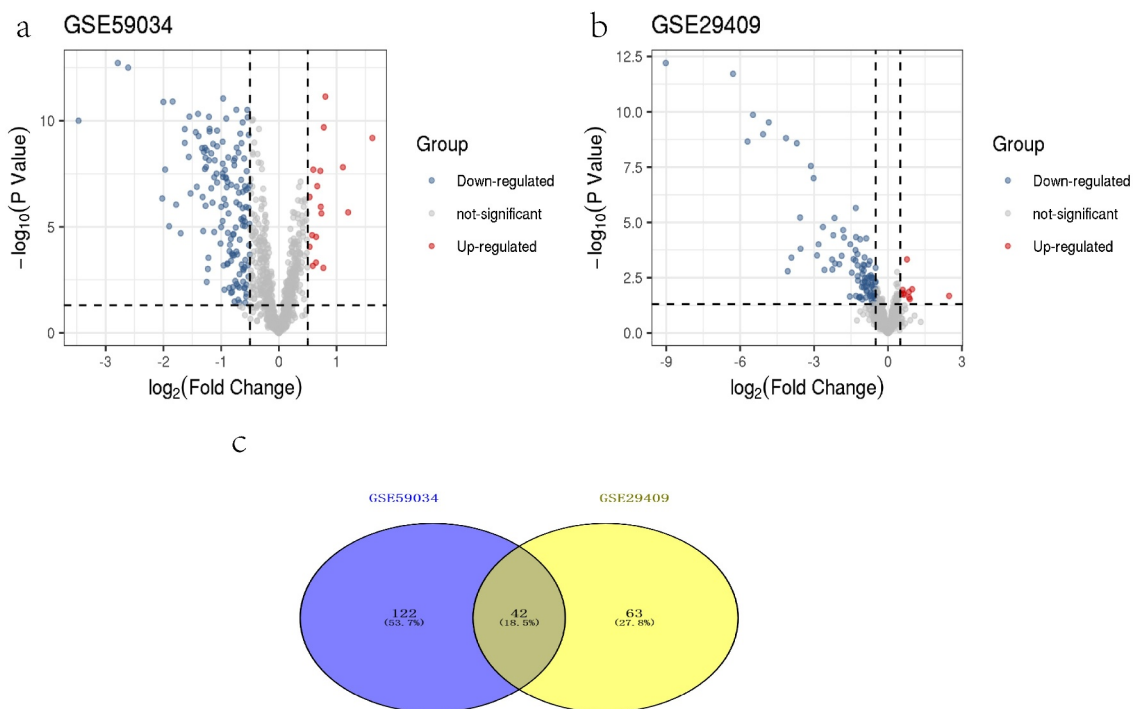 a
GSE59034
12.5
10
5
0
-3
-2
-1
0
1
−log10(P Value)
log2(Fold Change)
Group
Down-regulated
not-significant
Up-regulated
b
GSE29409
12.5
10.0
7.5
5.0
2.5
0.0
-9
-6
-3
0
3
−log10(P Value)
log2(Fold Change)
Group
Down-regulated
not-significant
Up-regulated
c
GSE59034
GSE29409
122
(53.7%)
42
(18.5%)
63
(27.8%)